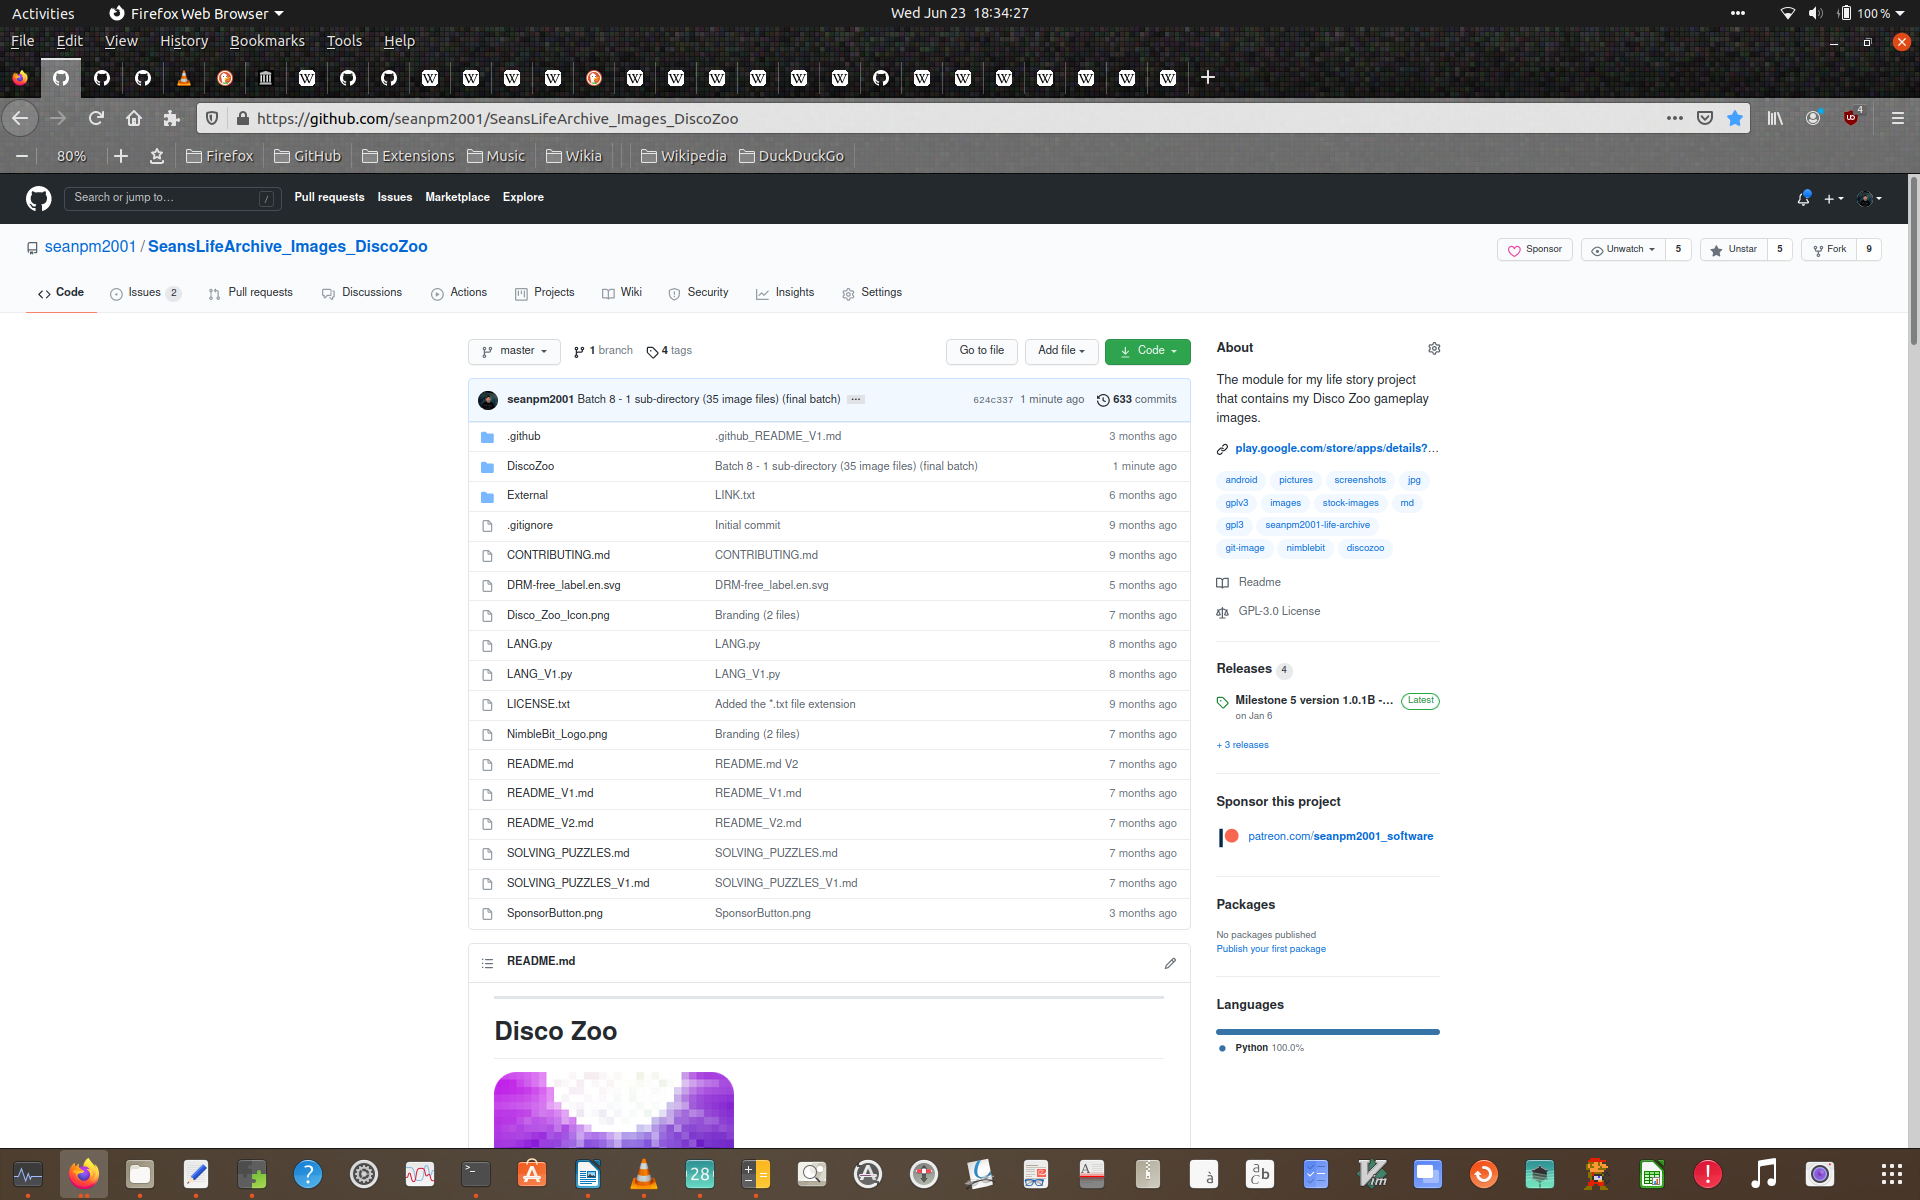 Activities
Firefox Web Browser
Wed Jun 23 18:34:27
100 %
File Edit View History Bookmarks Tools Help
https://github.com/seanpm2001/SeansLifeArchive_Images_DiscoZoo
4
80%
Firefox
GitHub
Extensions
Music
Wikia
Wikipedia
DuckDuckGo
Search or jump to…
/
Pull requests
Issues
Marketplace
Explore
seanpm2001 / SeansLifeArchive_Images_DiscoZoo
Sponsor
Unwatch 5
Unstar 5
Fork 9
Code
Issues 2
Pull requests
Discussions
Actions
Projects
Wiki
Security
Insights
Settings
master
1 branch
4 tags
Go to file
Add file
Code
seanpm2001 Batch 8 - 1 sub-directory (35 image files) (final batch) ...
624c337 1 minute ago
633 commits
.github .github_README_V1.md 3 months ago
DiscoZoo Batch 8 - 1 sub-directory (35 image files) (final batch) 1 minute ago
External LINK.txt 6 months ago
.gitignore Initial commit 9 months ago
CONTRIBUTING.md CONTRIBUTING.md 9 months ago
DRM-free_label.en.svg DRM-free_label.en.svg 5 months ago
Disco_Zoo_Icon.png Branding (2 files) 7 months ago
LANG.py LANG.py 8 months ago
LANG_V1.py LANG_V1.py 8 months ago
LICENSE.txt Added the *.txt file extension 9 months ago
NimbleBit_Logo.png Branding (2 files) 7 months ago
README.md README.md V2 7 months ago
README_V1.md README_V1.md 7 months ago
README_V2.md README_V2.md 7 months ago
SOLVING_PUZZLES.md SOLVING_PUZZLES.md 7 months ago
SOLVING_PUZZLES_V1.md SOLVING_PUZZLES_V1.md 7 months ago
SponsorButton.png SponsorButton.png 3 months ago
README.md
Disco Zoo
About
The module for my life story project
that contains my Disco Zoo gameplay
images.
play.google.com/store/apps/details?...
android pictures screenshots jpg
gplv3 images stock-images md
gpl3 seanpm2001-life-archive
git-image nimblebit discozoo
Readme
GPL-3.0 License
Releases 4
Milestone 5 version 1.0.1B -... Latest
on Jan 6
+ 3 releases
Sponsor this project
patreon.com/seanpm2001_software
Packages
No packages published
Publish your first package
Languages
Python 100.0%
28